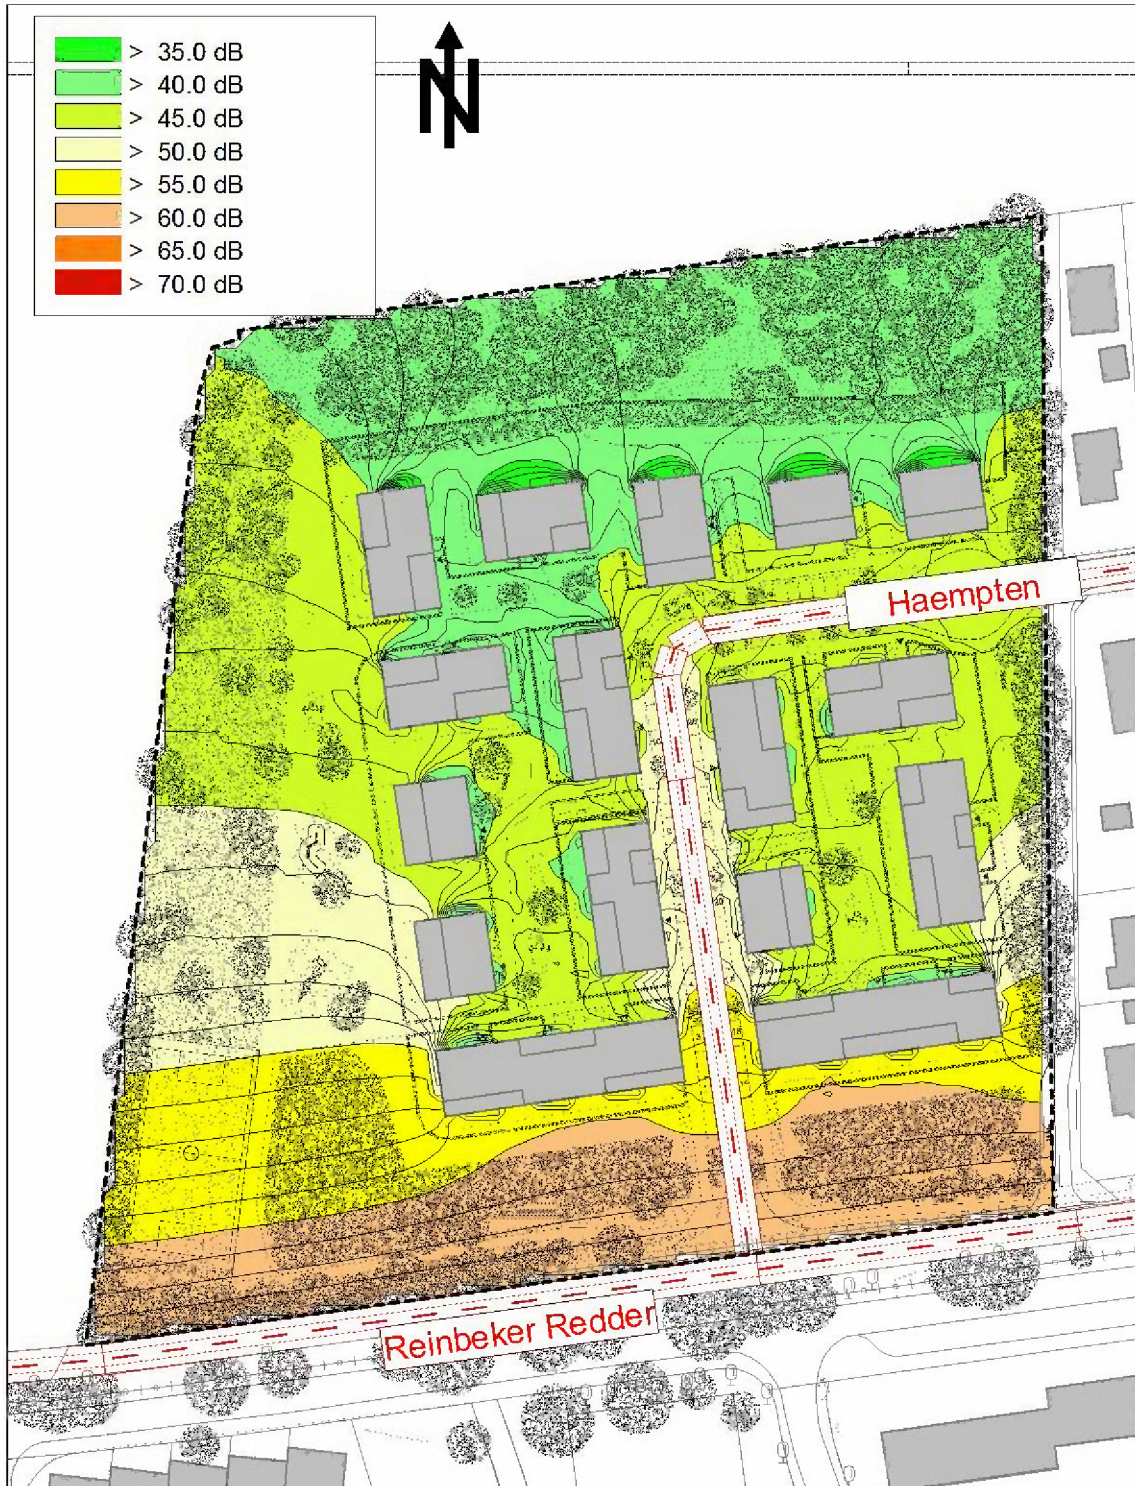 > 35.0 dB
> 40.0 dB
> 45.0 dB
> 50.0 dB
> 55.0 dB
> 60.0 dB
> 65.0 dB
> 70.0 dB
N
Haempten
Reinbeker Redder